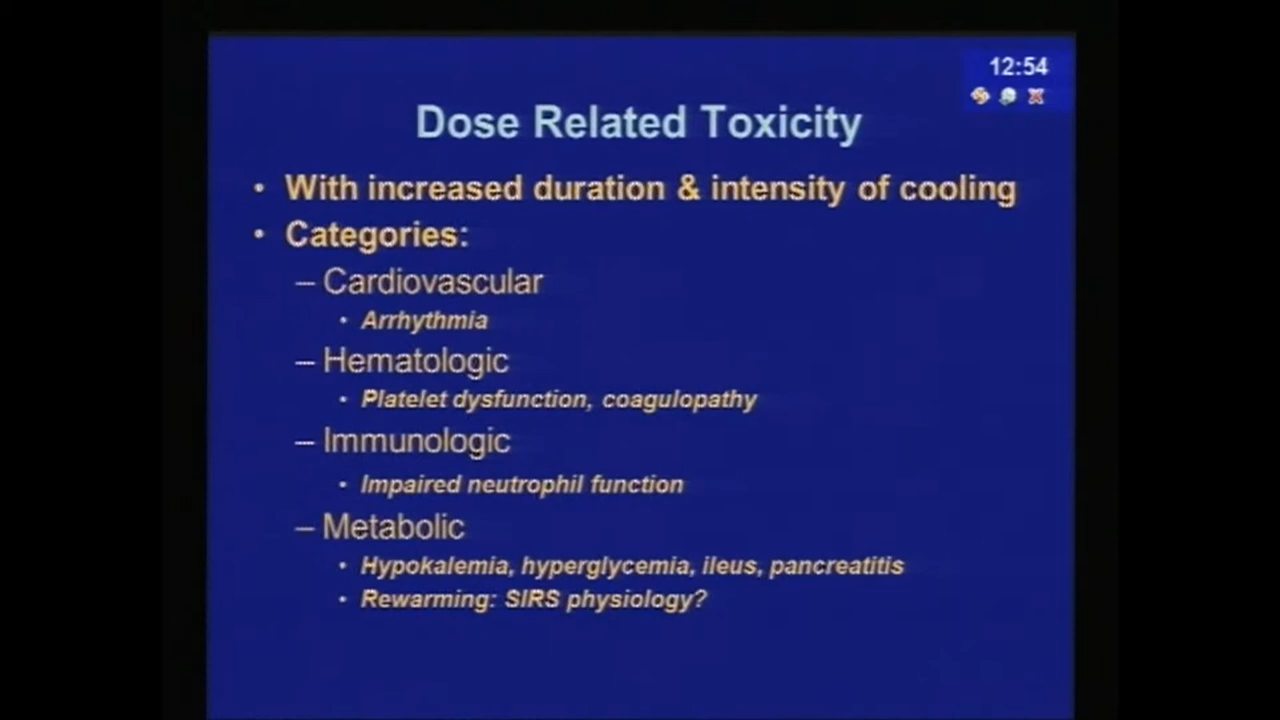 12:54
Dose Related Toxicity
• With increased duration & intensity of cooling
• Categories:
– Cardiovascular
• Arrhythmia
– Hematologic
• Platelet dysfunction, coagulopathy
– Immunologic
• Impaired neutrophil function
– Metabolic
• Hypokalemia, hyperglycemia, ileus, pancreatitis
• Rewarming: SIRS physiology?